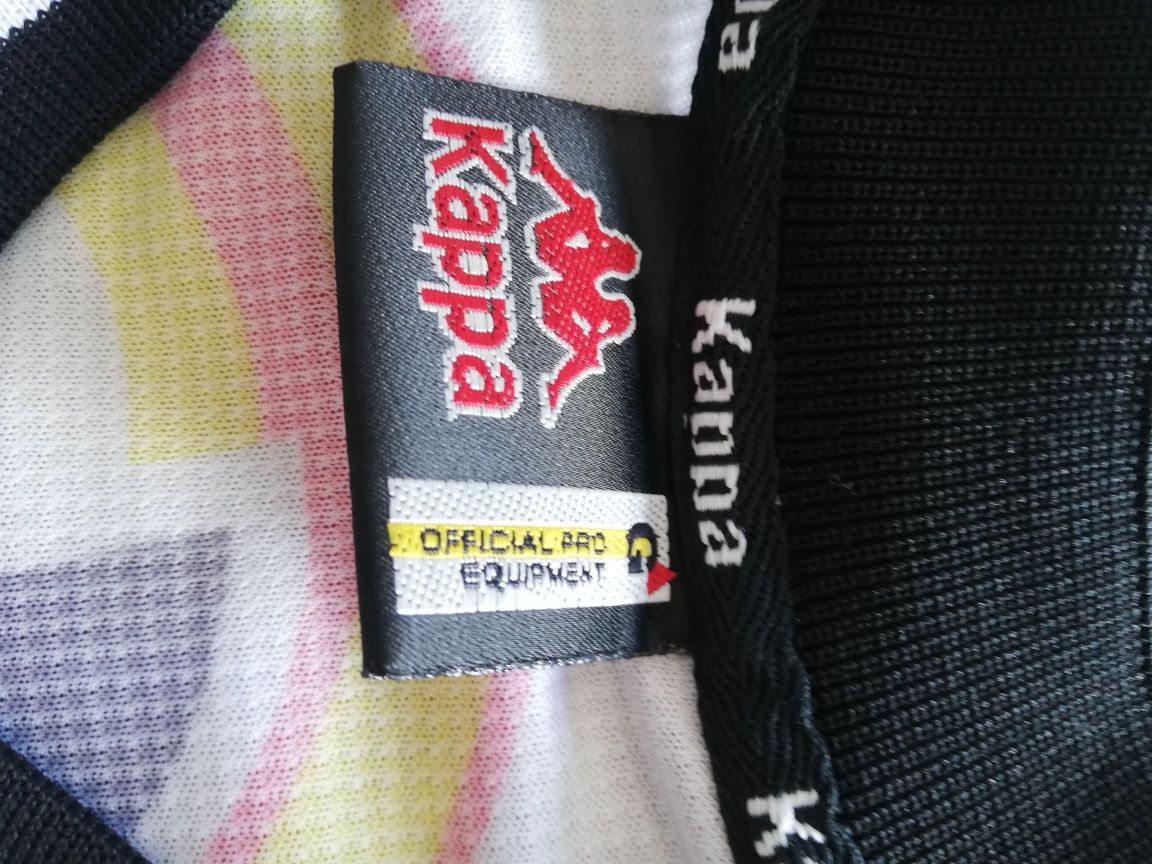 Kappa
OFFICIAL PRO
EQUIPMENT
Kappa